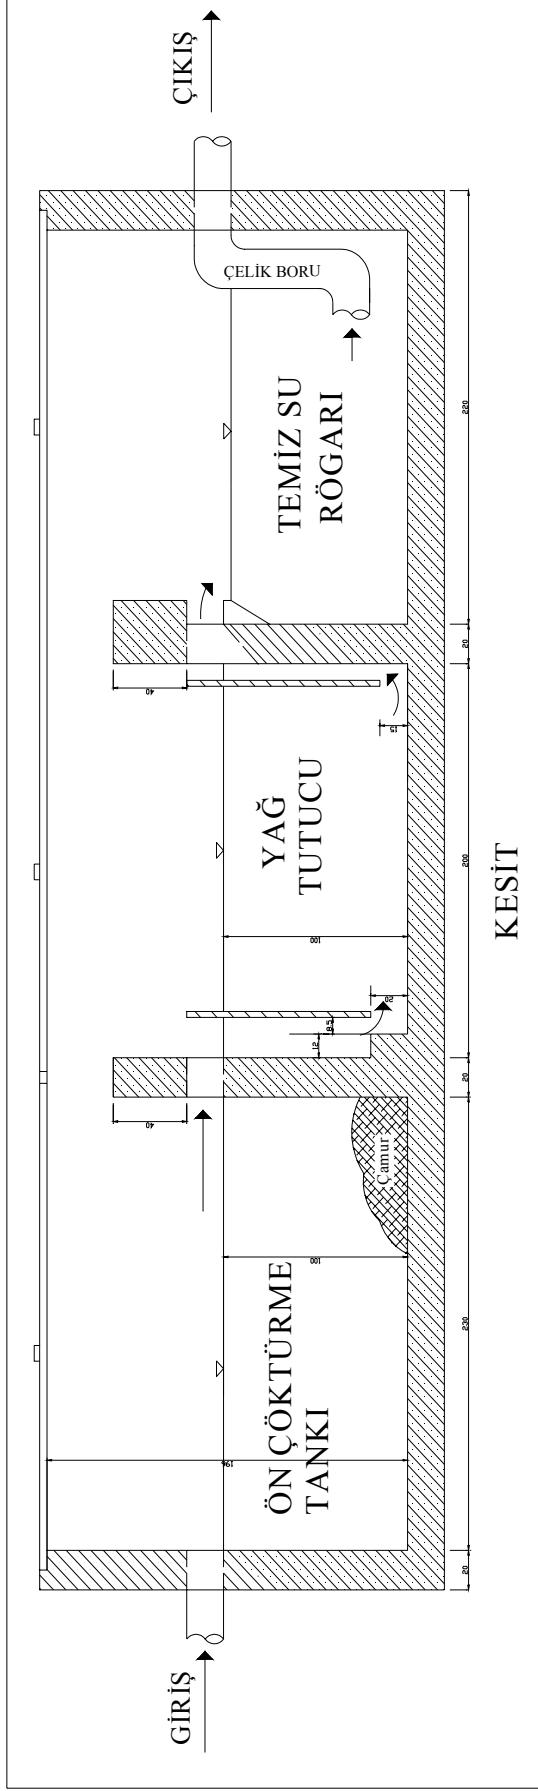 GİRİŞ
ÇIKIŞ
ÖN ÇÖKTÜRME
TANKI
Çamur
YAĞ
TUTUCU
TEMİZ SU
RÖGARI
ÇELİK BORU
196
100
40
12
8.5
20
100
15
40
20
230
20
200
20
220
KESİT